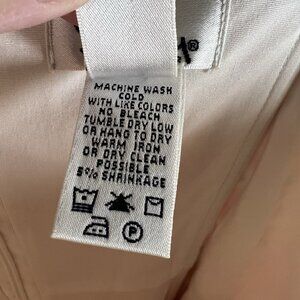 MACHINE WASH
COLD
WITH LIKE COLORS
NO BLEACH
TUMBLE DRY LOW
OR HANG TO DRY
WARM IRON
OR DRY CLEAN
POSSIBLE
5% SHRINKAGE
P